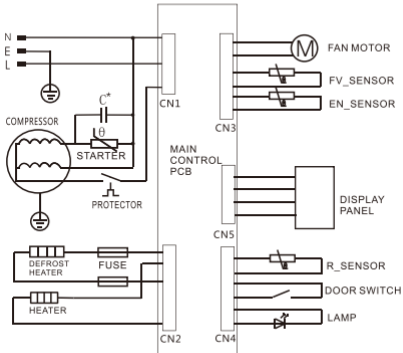 N
E
L
C*
θ
COMPRESSOR
STARTER
PROTECTOR
CN1
MAIN
CONTROL
PCB
CN3
M
FAN MOTOR
FV_SENSOR
EN_SENSOR
CN5
DISPLAY
PANEL
DEFROST
HEATER
FUSE
HEATER
CN2
CN4
R_SENSOR
DOOR SWITCH
LAMP